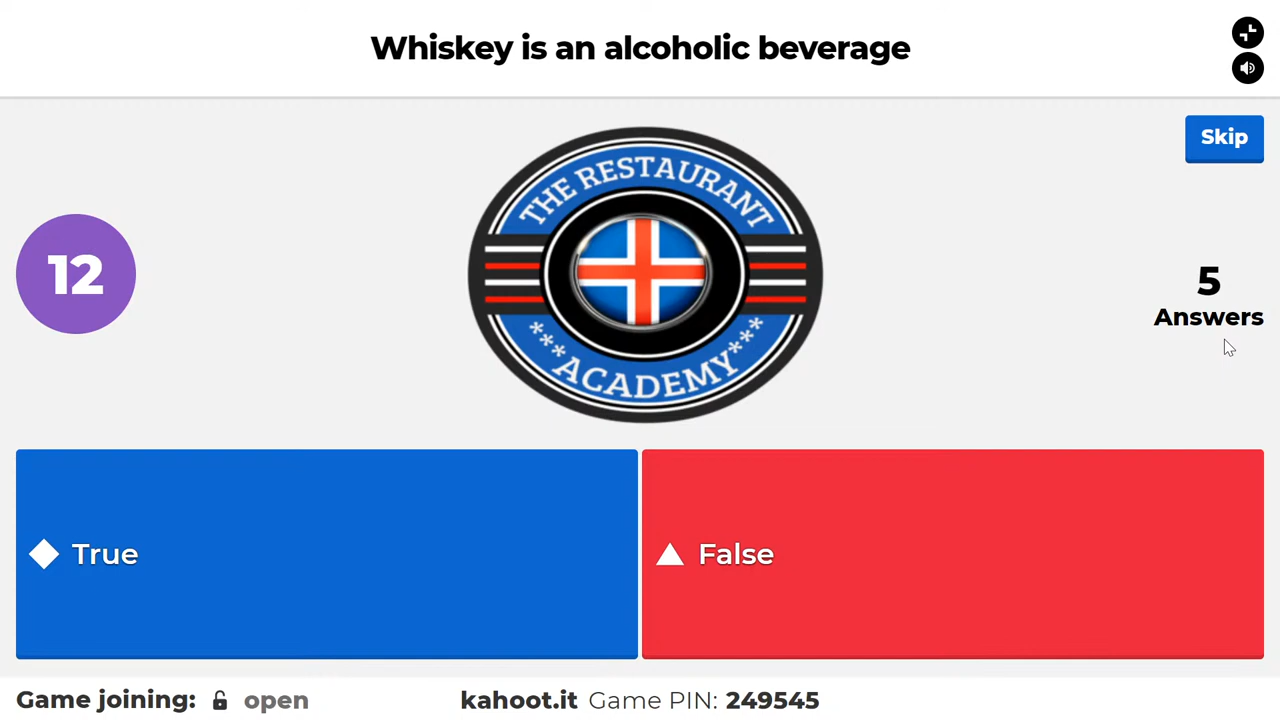 Whiskey is an alcoholic beverage
Skip
THE RESTAURANT
12
5
Answers
***ACADEMY***
True
False
Game joining: open
kahoot.it Game PIN: 249545